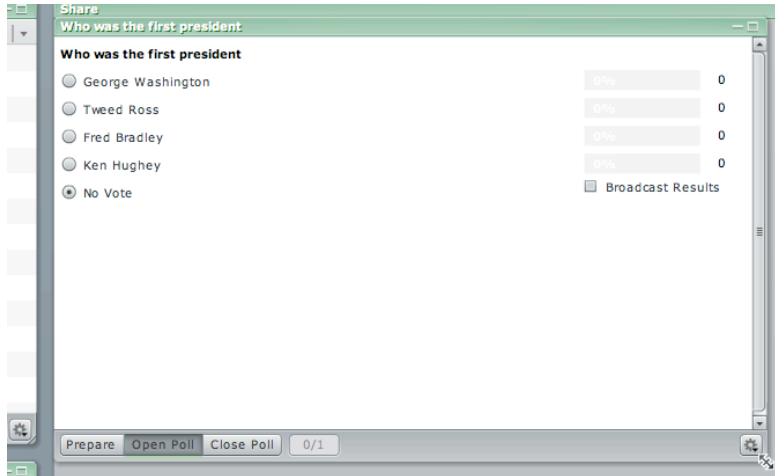 Share
Who was the first president
Who was the first president
George Washington 0% 0
Tweed Ross 0% 0
Fred Bradley 0% 0
Ken Hughey 0% 0
No Vote Broadcast Results
Prepare Open Poll Close Poll 0/1